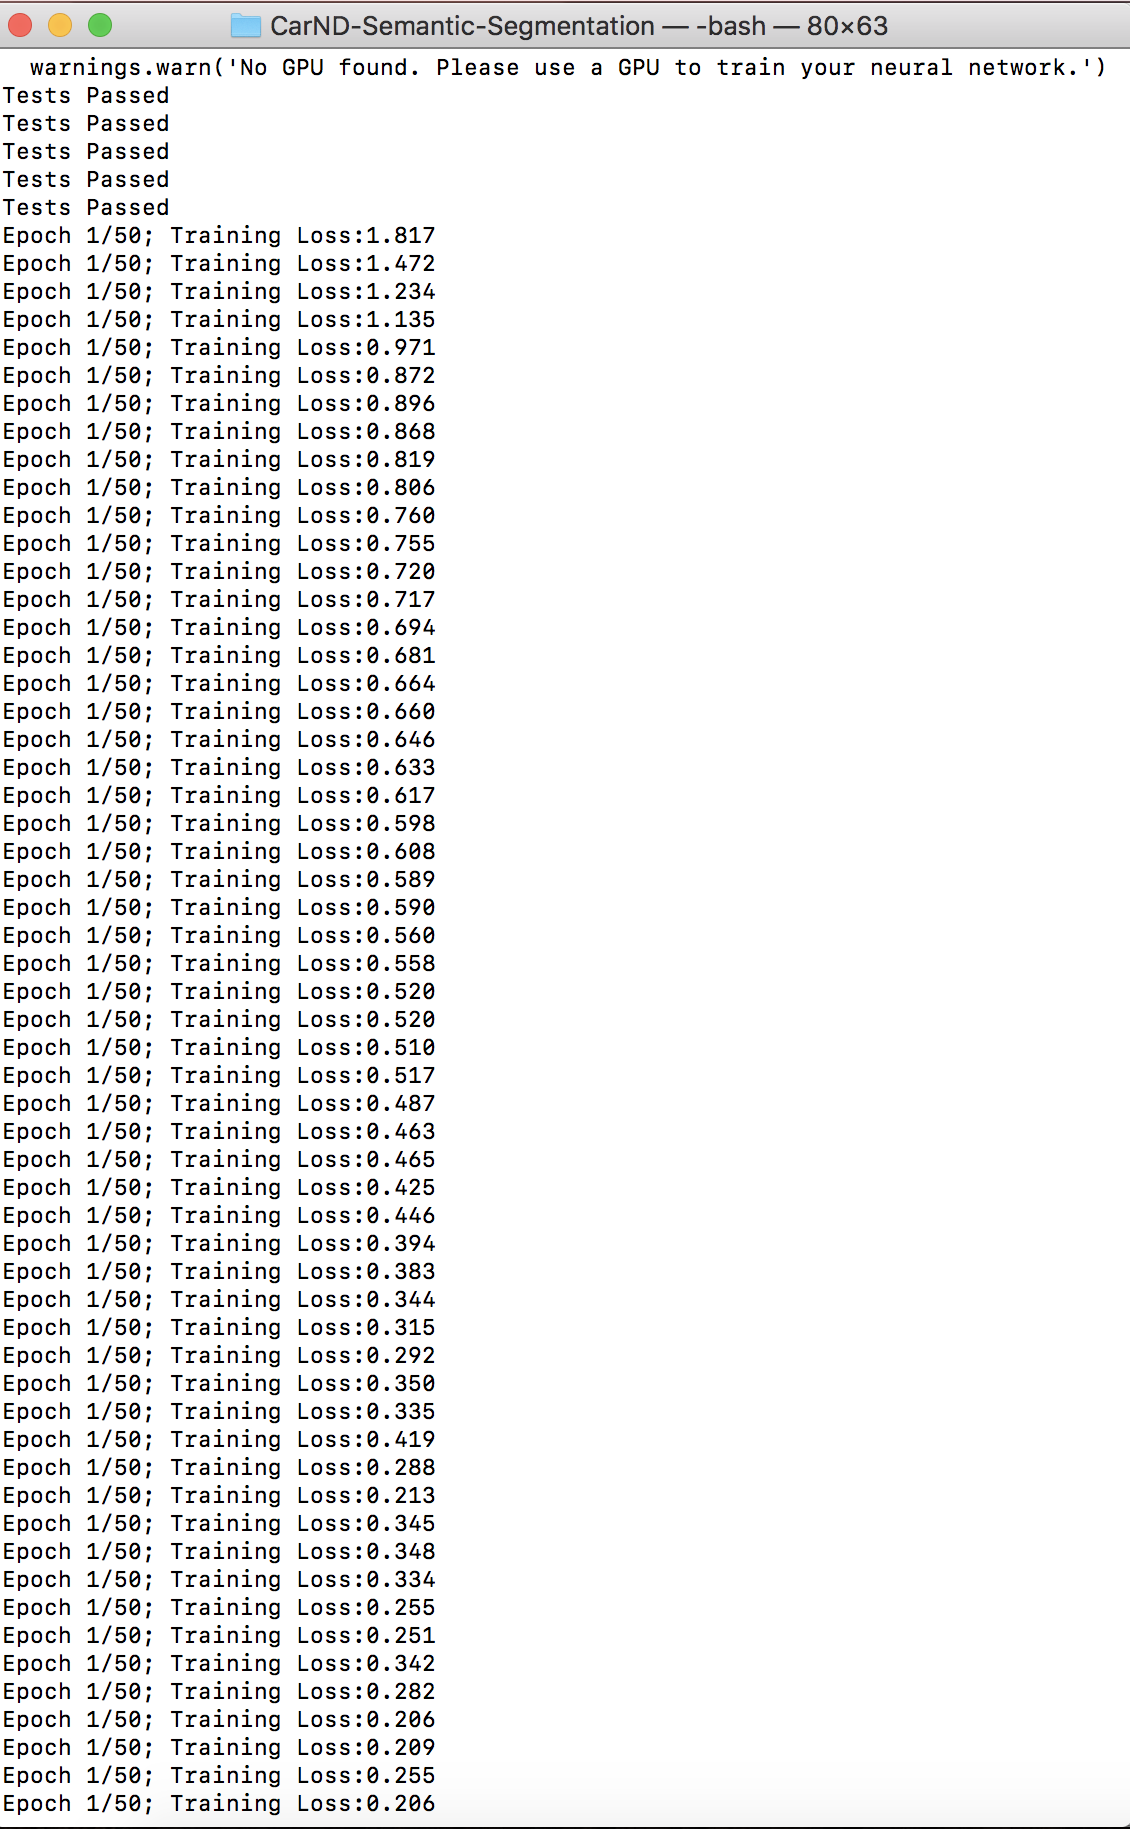 CarND-Semantic-Segmentation — -bash — 80×63
warnings.warn('No GPU found. Please use a GPU to train your neural network.')
Tests Passed
Tests Passed
Tests Passed
Tests Passed
Tests Passed
Epoch 1/50; Training Loss:1.817
Epoch 1/50; Training Loss:1.472
Epoch 1/50; Training Loss:1.234
Epoch 1/50; Training Loss:1.135
Epoch 1/50; Training Loss:0.971
Epoch 1/50; Training Loss:0.872
Epoch 1/50; Training Loss:0.896
Epoch 1/50; Training Loss:0.868
Epoch 1/50; Training Loss:0.819
Epoch 1/50; Training Loss:0.806
Epoch 1/50; Training Loss:0.760
Epoch 1/50; Training Loss:0.755
Epoch 1/50; Training Loss:0.720
Epoch 1/50; Training Loss:0.717
Epoch 1/50; Training Loss:0.694
Epoch 1/50; Training Loss:0.681
Epoch 1/50; Training Loss:0.664
Epoch 1/50; Training Loss:0.660
Epoch 1/50; Training Loss:0.646
Epoch 1/50; Training Loss:0.633
Epoch 1/50; Training Loss:0.617
Epoch 1/50; Training Loss:0.598
Epoch 1/50; Training Loss:0.608
Epoch 1/50; Training Loss:0.589
Epoch 1/50; Training Loss:0.590
Epoch 1/50; Training Loss:0.560
Epoch 1/50; Training Loss:0.558
Epoch 1/50; Training Loss:0.520
Epoch 1/50; Training Loss:0.520
Epoch 1/50; Training Loss:0.510
Epoch 1/50; Training Loss:0.517
Epoch 1/50; Training Loss:0.487
Epoch 1/50; Training Loss:0.463
Epoch 1/50; Training Loss:0.465
Epoch 1/50; Training Loss:0.425
Epoch 1/50; Training Loss:0.446
Epoch 1/50; Training Loss:0.394
Epoch 1/50; Training Loss:0.383
Epoch 1/50; Training Loss:0.344
Epoch 1/50; Training Loss:0.315
Epoch 1/50; Training Loss:0.292
Epoch 1/50; Training Loss:0.350
Epoch 1/50; Training Loss:0.335
Epoch 1/50; Training Loss:0.419
Epoch 1/50; Training Loss:0.288
Epoch 1/50; Training Loss:0.213
Epoch 1/50; Training Loss:0.345
Epoch 1/50; Training Loss:0.348
Epoch 1/50; Training Loss:0.334
Epoch 1/50; Training Loss:0.255
Epoch 1/50; Training Loss:0.251
Epoch 1/50; Training Loss:0.342
Epoch 1/50; Training Loss:0.282
Epoch 1/50; Training Loss:0.206
Epoch 1/50; Training Loss:0.209
Epoch 1/50; Training Loss:0.255
Epoch 1/50; Training Loss:0.206